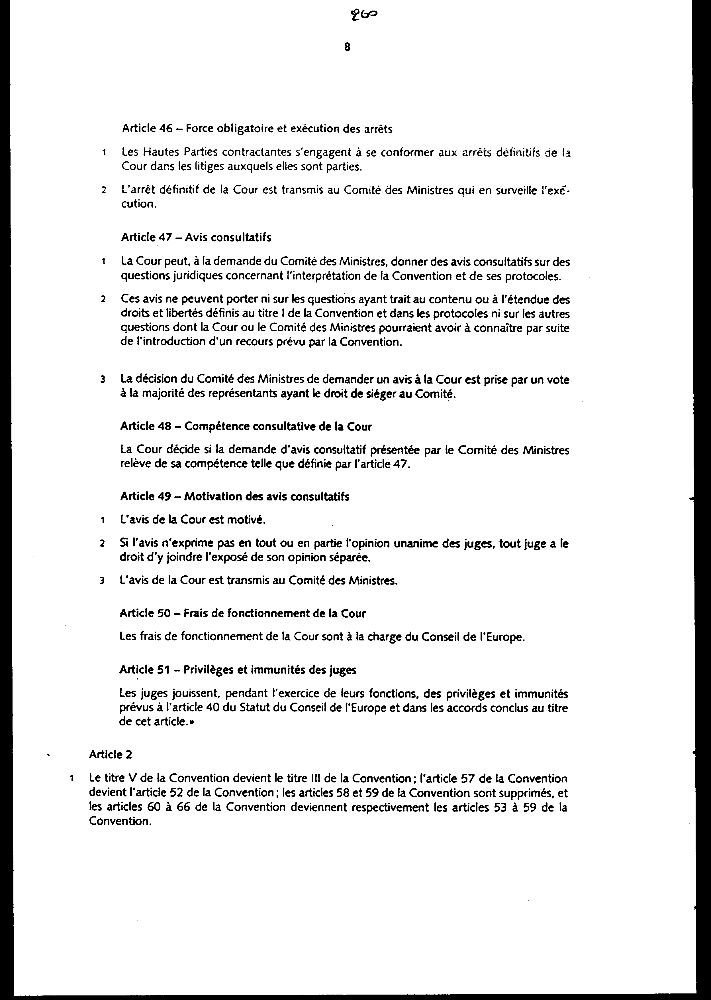 260
8
Article 46 – Force obligatoire et exécution des arrêts
1 Les Hautes Parties contractantes s'engagent à se conformer aux arrêts définitifs de la
Cour dans les litiges auxquels elles sont parties.
2 L'arrêt définitif de la Cour est transmis au Comité des Ministres qui en surveille l'exé-
cution.
Article 47 – Avis consultatifs
1 La Cour peut, à la demande du Comité des Ministres, donner des avis consultatifs sur des
questions juridiques concernant l'interprétation de la Convention et de ses protocoles.
2 Ces avis ne peuvent porter ni sur les questions ayant trait au contenu ou à l'étendue des
droits et libertés définis au titre I de la Convention et dans les protocoles ni sur les autres
questions dont la Cour ou le Comité des Ministres pourraient avoir à connaître par suite
de l'introduction d'un recours prévu par la Convention.
3 La décision du Comité des Ministres de demander un avis à la Cour est prise par un vote
à la majorité des représentants ayant le droit de siéger au Comité.
Article 48 – Compétence consultative de la Cour
La Cour décide si la demande d'avis consultatif présentée par le Comité des Ministres
relève de sa compétence telle que définie par l'article 47.
Article 49 – Motivation des avis consultatifs
1 L'avis de la Cour est motivé.
2 Si l'avis n'exprime pas en tout ou en partie l'opinion unanime des juges, tout juge a le
droit d'y joindre l'exposé de son opinion séparée.
3 L'avis de la Cour est transmis au Comité des Ministres.
Article 50 – Frais de fonctionnement de la Cour
Les frais de fonctionnement de la Cour sont à la charge du Conseil de l'Europe.
Article 51 – Privilèges et immunités des juges
Les juges jouissent, pendant l'exercice de leurs fonctions, des privilèges et immunités
prévus à l'article 40 du Statut du Conseil de l'Europe et dans les accords conclus au titre
de cet article.»
Article 2
1 Le titre V de la Convention devient le titre III de la Convention ; l'article 57 de la Convention
devient l'article 52 de la Convention ; les articles 58 et 59 de la Convention sont supprimés, et
les articles 60 à 66 de la Convention deviennent respectivement les articles 53 à 59 de la
Convention.